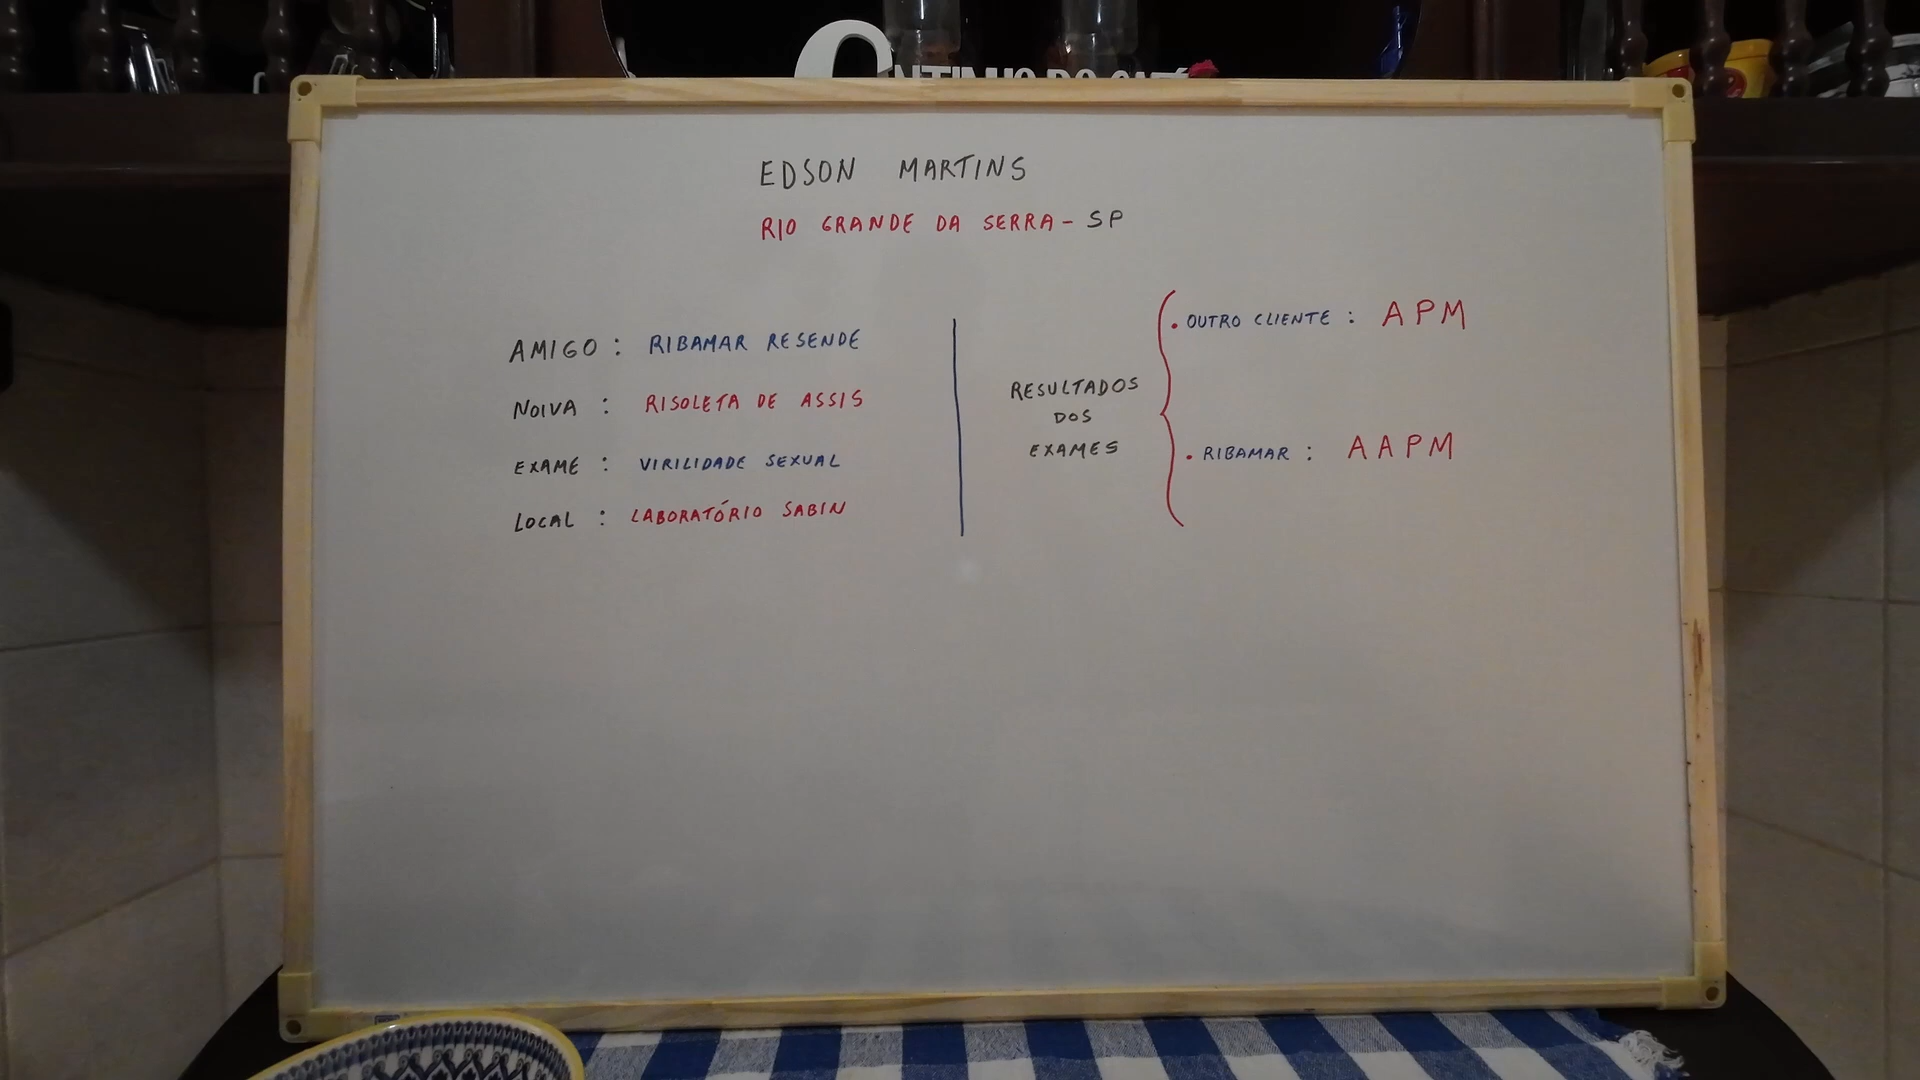 EDSON MARTINS
RIO GRANDE DA SERRA - SP
AMIGO : RIBAMAR RESENDE
NOIVA : RISOLETA DE ASSIS
EXAME : VIRILIDADE SEXUAL
LOCAL : LABORATÓRIO SABIN
RESULTADOS
DOS
EXAMES
• OUTRO CLIENTE : APM
• RIBAMAR : AAPM